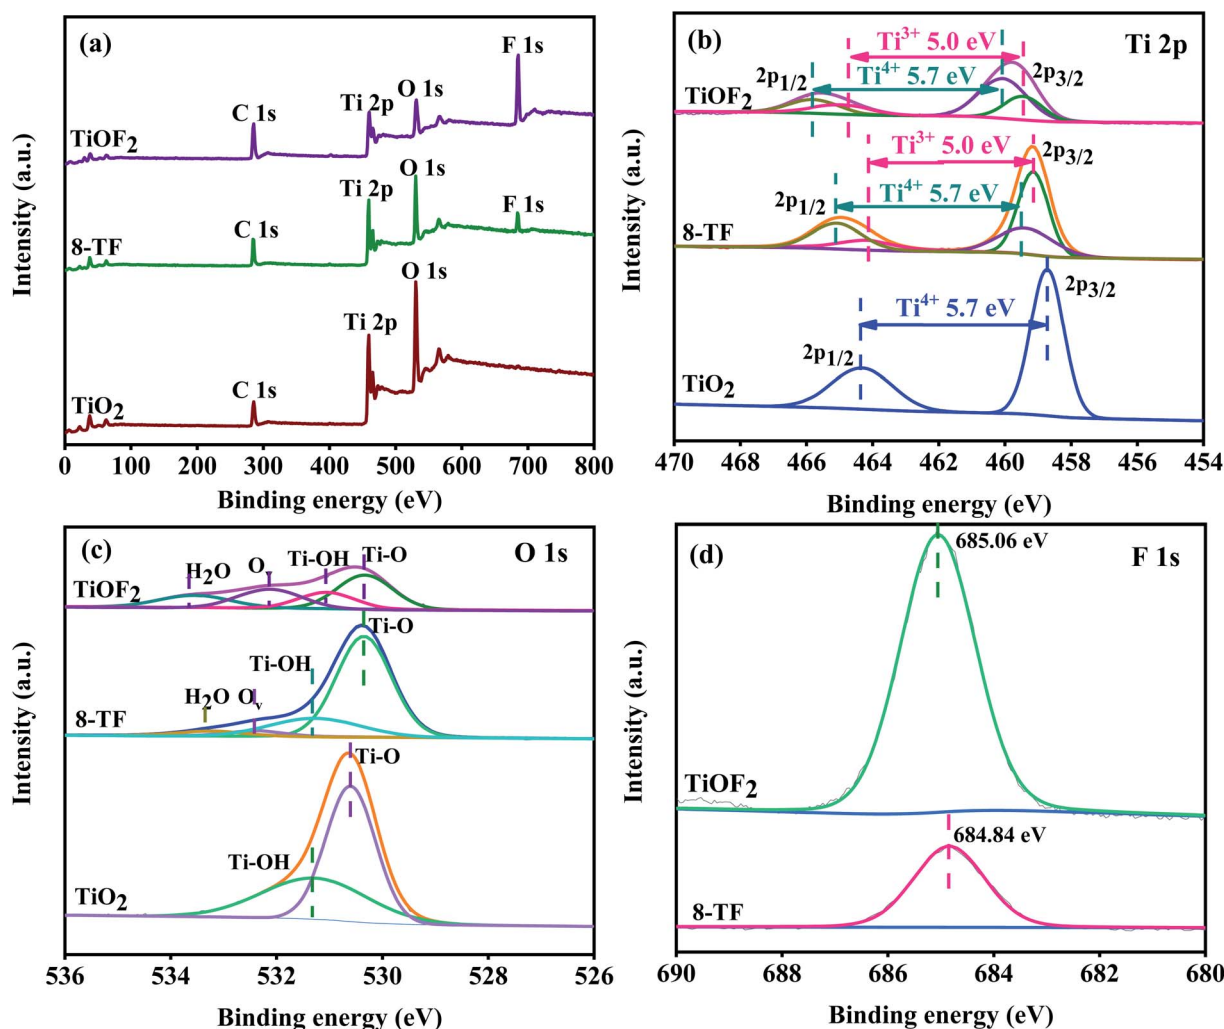 (a)
F 1s
O 1s
Ti 2p
C 1s
TiOF2
O 1s
Ti 2p
F 1s
C 1s
8-TF
O 1s
Ti 2p
C 1s
TiO2
Intensity (a.u.)
0 100 200 300 400 500 600 700 800
Binding energy (eV)
(b)
Ti 2p
Ti3+ 5.0 eV
2p1/2
Ti4+ 5.7 eV
2p3/2
TiOF2
Ti3+ 5.0 eV
2p3/2
2p1/2
Ti4+ 5.7 eV
8-TF
Ti4+ 5.7 eV
2p3/2
2p1/2
TiO2
Intensity (a.u.)
470 468 466 464 462 460 458 456 454
Binding energy (eV)
(c)
O 1s
H2O
Ov
Ti-OH
Ti-O
TiOF2
Ti-O
Ti-OH
H2O
Ov
8-TF
Ti-O
Ti-OH
TiO2
Intensity (a.u.)
536 534 532 530 528 526
Binding energy (eV)
(d)
F 1s
685.06 eV
TiOF2
684.84 eV
8-TF
Intensity (a.u.)
690 688 686 684 682 680
Binding energy (eV)